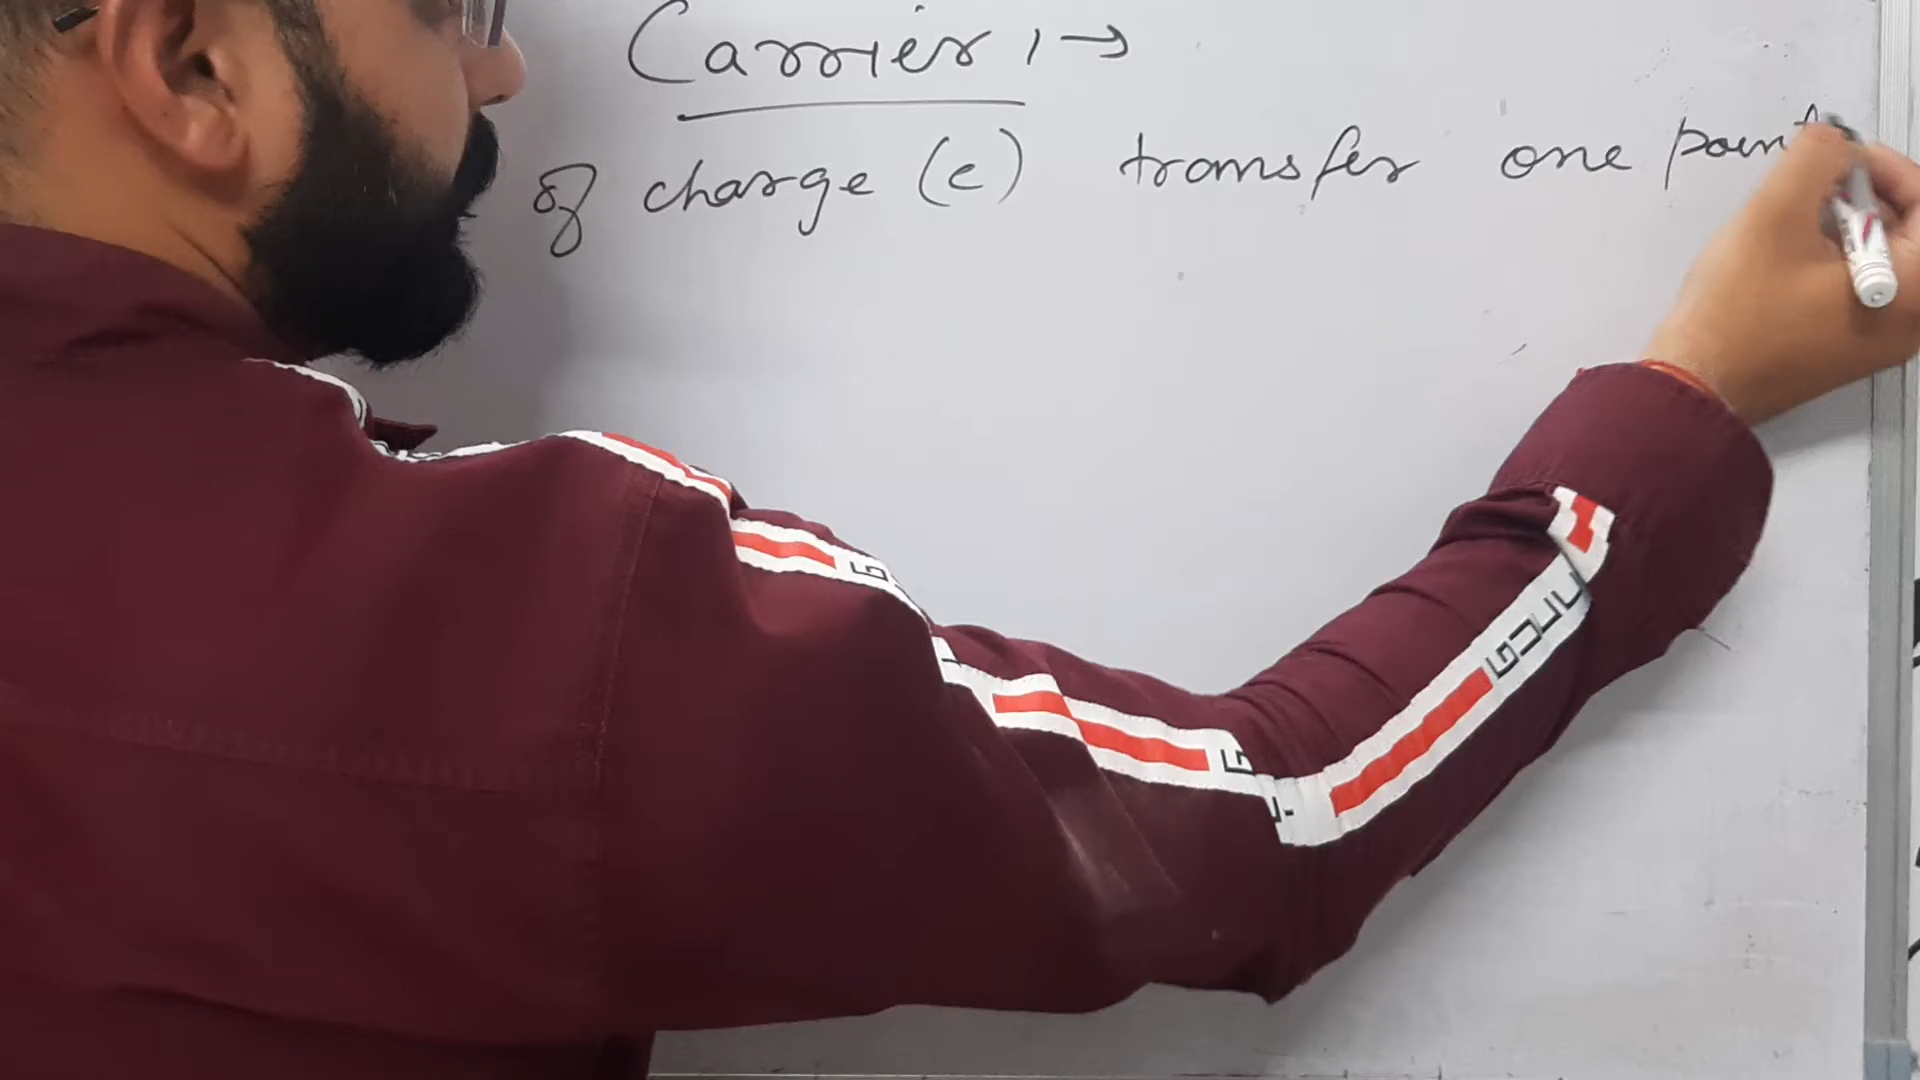 Carrier :→
of charge (e) transfer one point